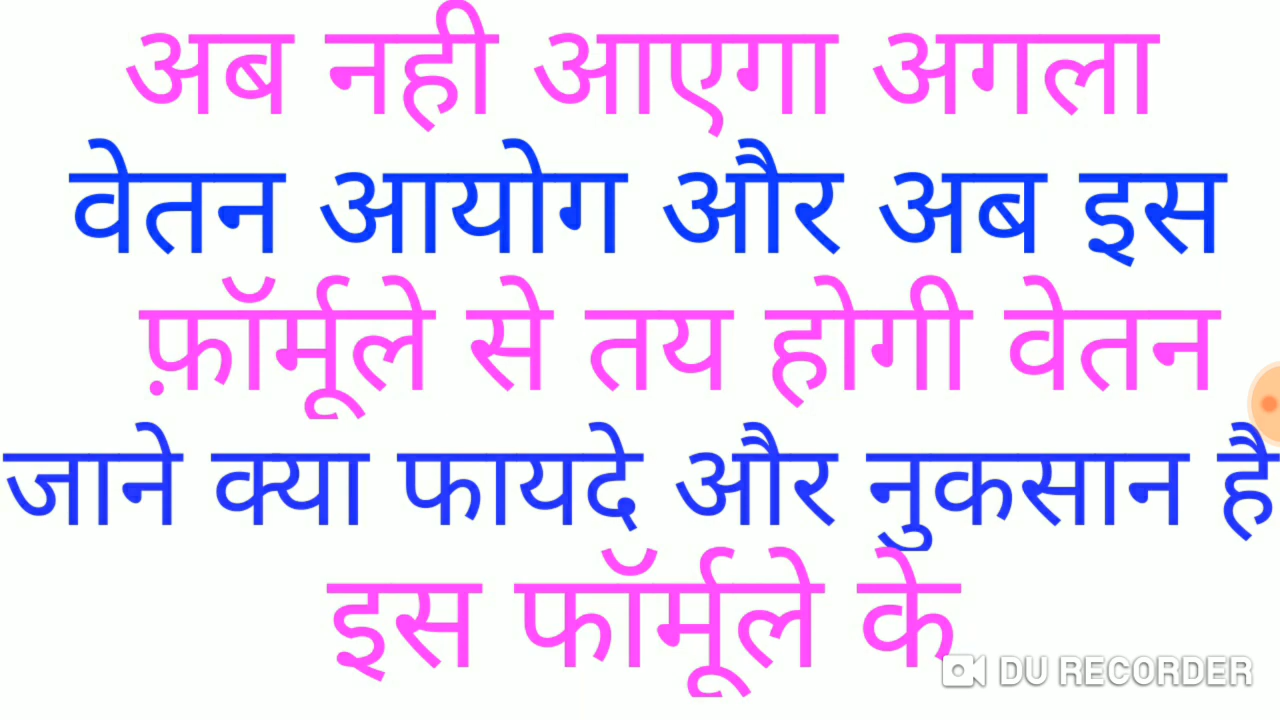 अब नही आएगा अगला
वेतन आयोग और अब इस
फ़ॉर्मूले से तय होगी वेतन
जाने क्या फायदे और नुकसान है
इस फॉर्मूले के
DU RECORDER